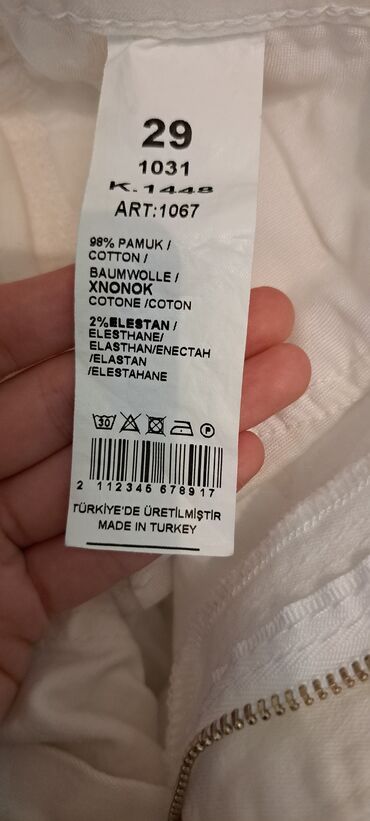 29
1031
K.1448
ART:1067
98% PAMUK /
COTTON /
BAUMWOLLE /
XNONOK
COTONE /COTON
2%ELESTAN /
ELESTHANE/
ELASTHAN/ENECTAH
/ELASTAN
/ELESTAHANE
30 P
2 112345 678917
TÜRKİYE'DE ÜRETİLMİŞTİR
MADE IN TURKEY